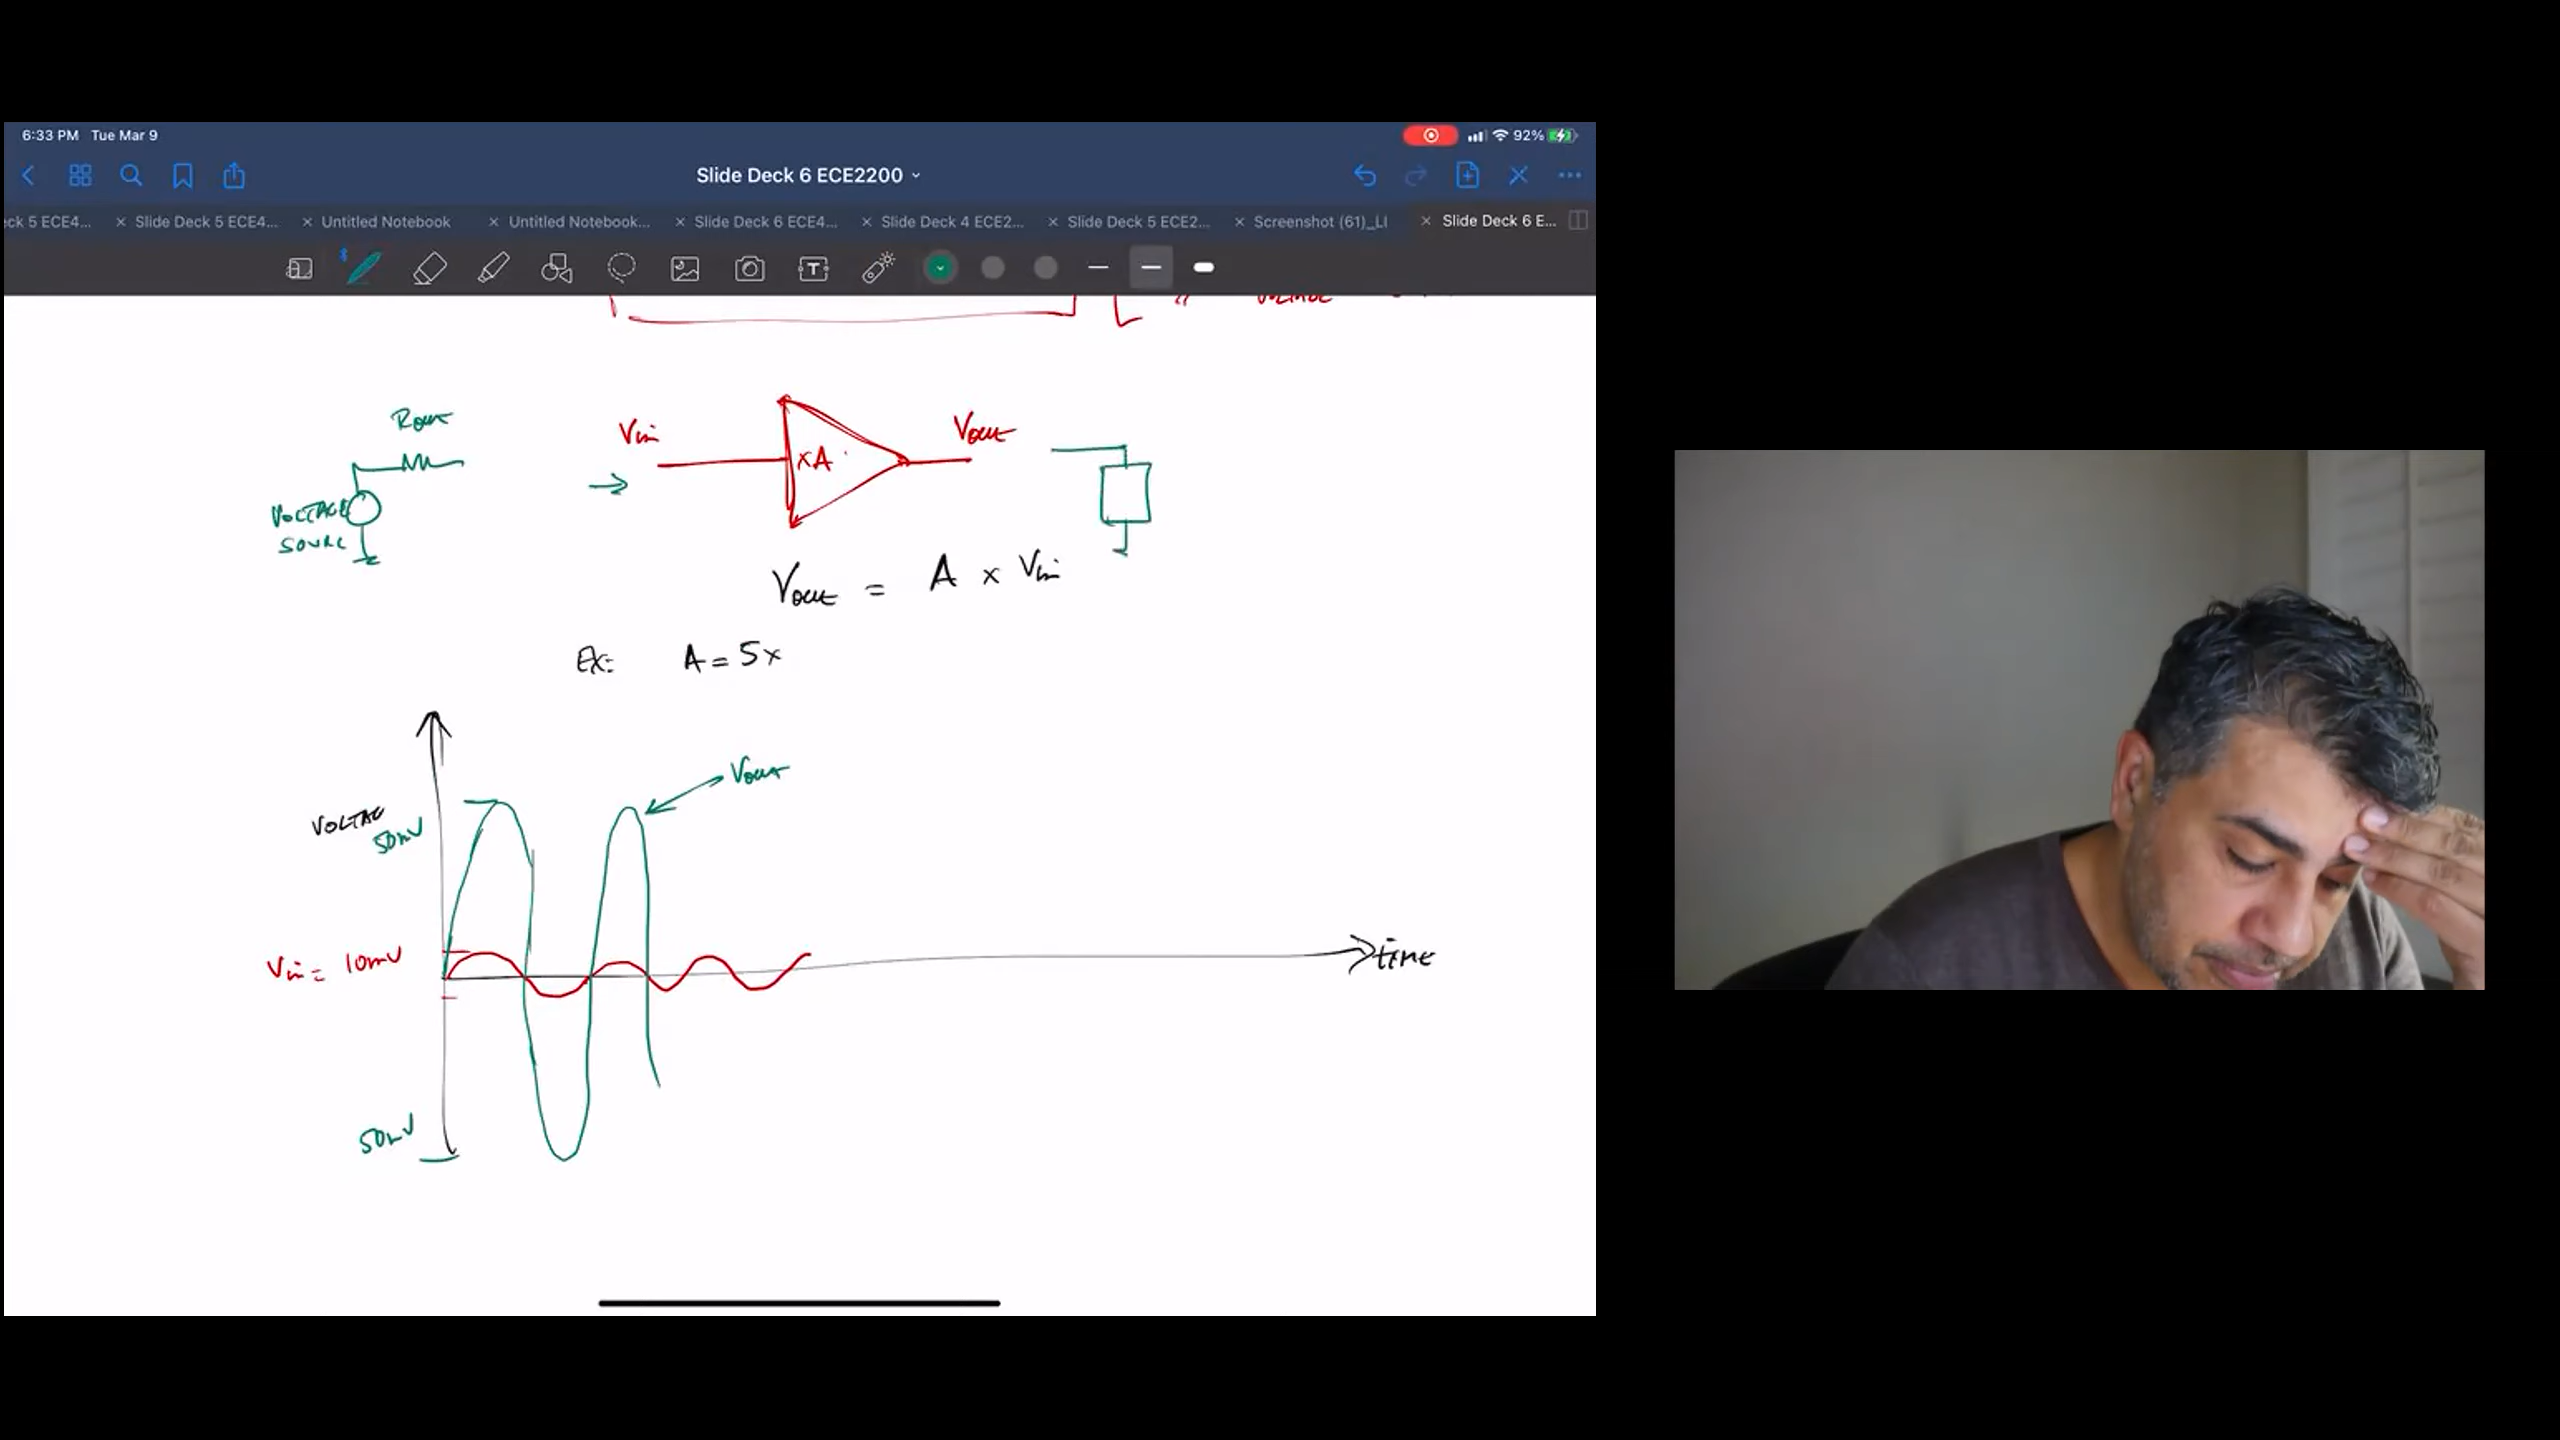 6:33 PM Tue Mar 9
92%
Slide Deck 6 ECE2200
ck 5 ECE4... Slide Deck 5 ECE4... Untitled Notebook Untitled Notebook... Slide Deck 6 ECE4... Slide Deck 4 ECE2... Slide Deck 5 ECE2... Screenshot (61)_LI Slide Deck 6 E...
T
Rout
Vin
Vout
xA
VOLTAGE
SOURC
Vout = A x Vin
EX: A = 5x
Vout
VOLTAG
50mV
Vin = 10mV
time
50mV